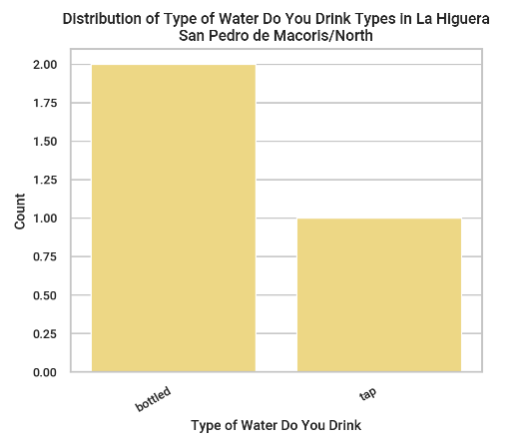 Distribution of Type of Water Do You Drink Types in La Higuera
San Pedro de Macoris/North
2.00
1.75
1.50
1.25
1.00
0.75
0.50
0.25
0.00
Count
bottled
tap
Type of Water Do You Drink